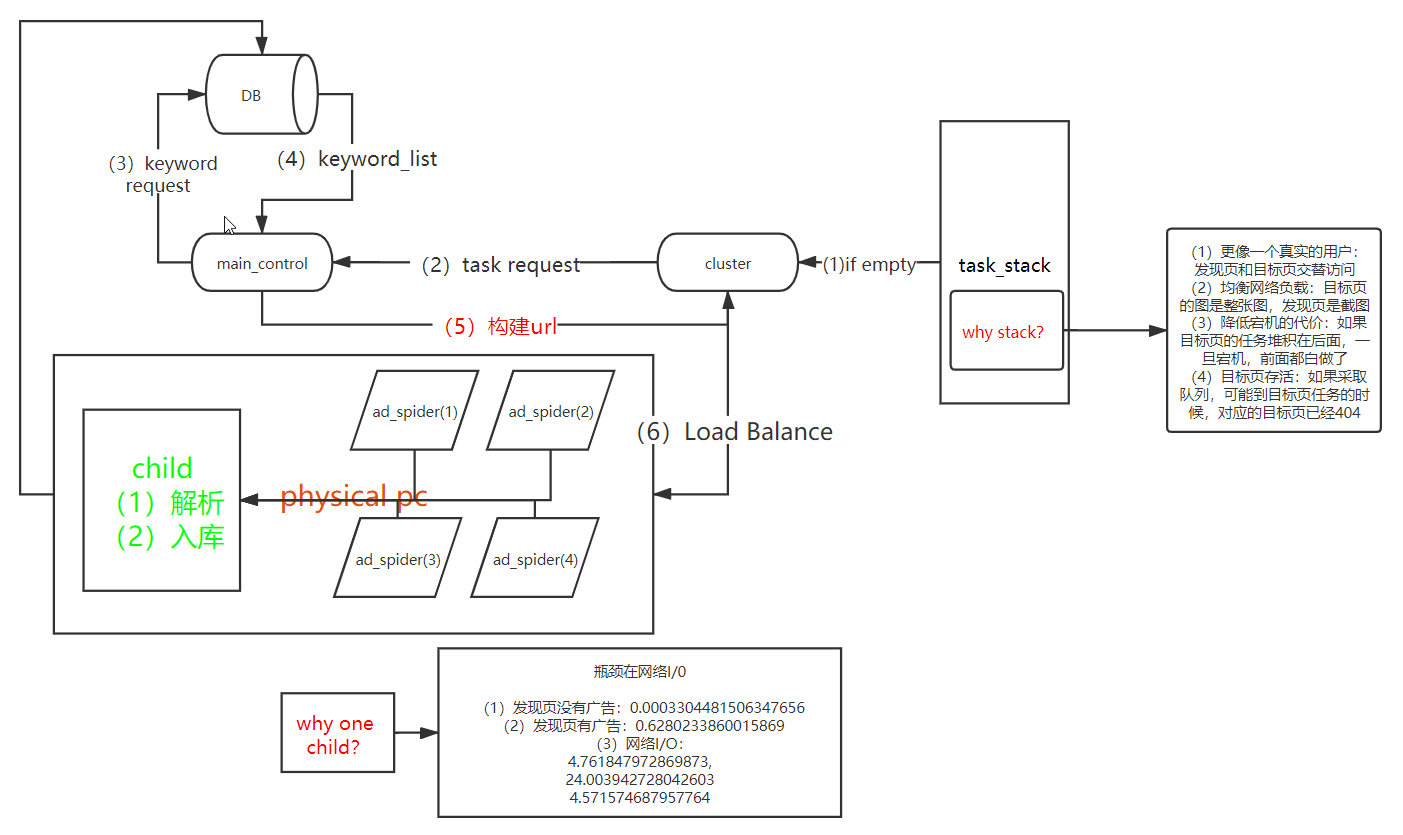 DB
（3）keyword
request
（4）keyword_list
main_control
（2）task request
cluster
（1)if empty
task_stack
why stack?
（1）更像一个真实的用户：
发现页和目标页交替访问
（2）均衡网络负载：目标页
的图是整张图，发现页是截图
（3）降低宕机的代价：如果
目标页的任务堆积在后面，一
旦宕机，前面都白做了
（4）目标页存活：如果采取
队列，可能到目标页任务的时
候，对应的目标页已经404
（5）构建url
（6）Load Balance
child
（1）解析
（2）入库
physical pc
ad_spider(1)
ad_spider(2)
ad_spider(3)
ad_spider(4)
why one
child?
瓶颈在网络I/0
（1）发现页没有广告：0.0003304481506347656
（2）发现页有广告：0.6280233860015869
（3）网络I/O：
4.761847972869873,
24.003942728042603
4.571574687957764